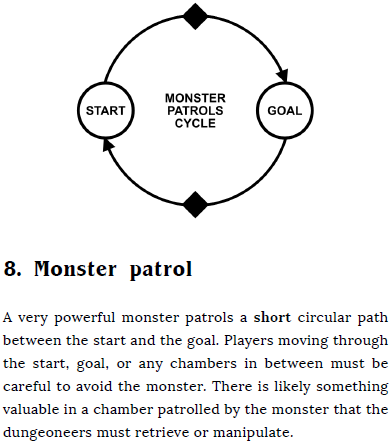 START
MONSTER
PATROLS
CYCLE
GOAL
8. Monster patrol
A very powerful monster patrols a short circular path
between the start and the goal. Players moving through
the start, goal, or any chambers in between must be
careful to avoid the monster. There is likely something
valuable in a chamber patrolled by the monster that the
dungeoneers must retrieve or manipulate.